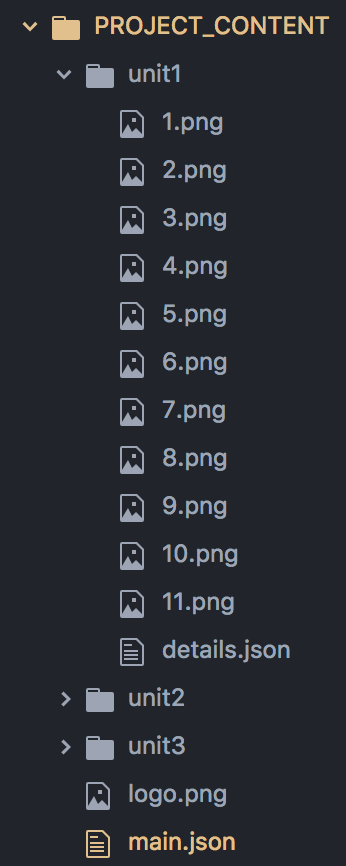 PROJECT_CONTENT
unit1
1.png
2.png
3.png
4.png
5.png
6.png
7.png
8.png
9.png
10.png
11.png
details.json
unit2
unit3
logo.png
main.json